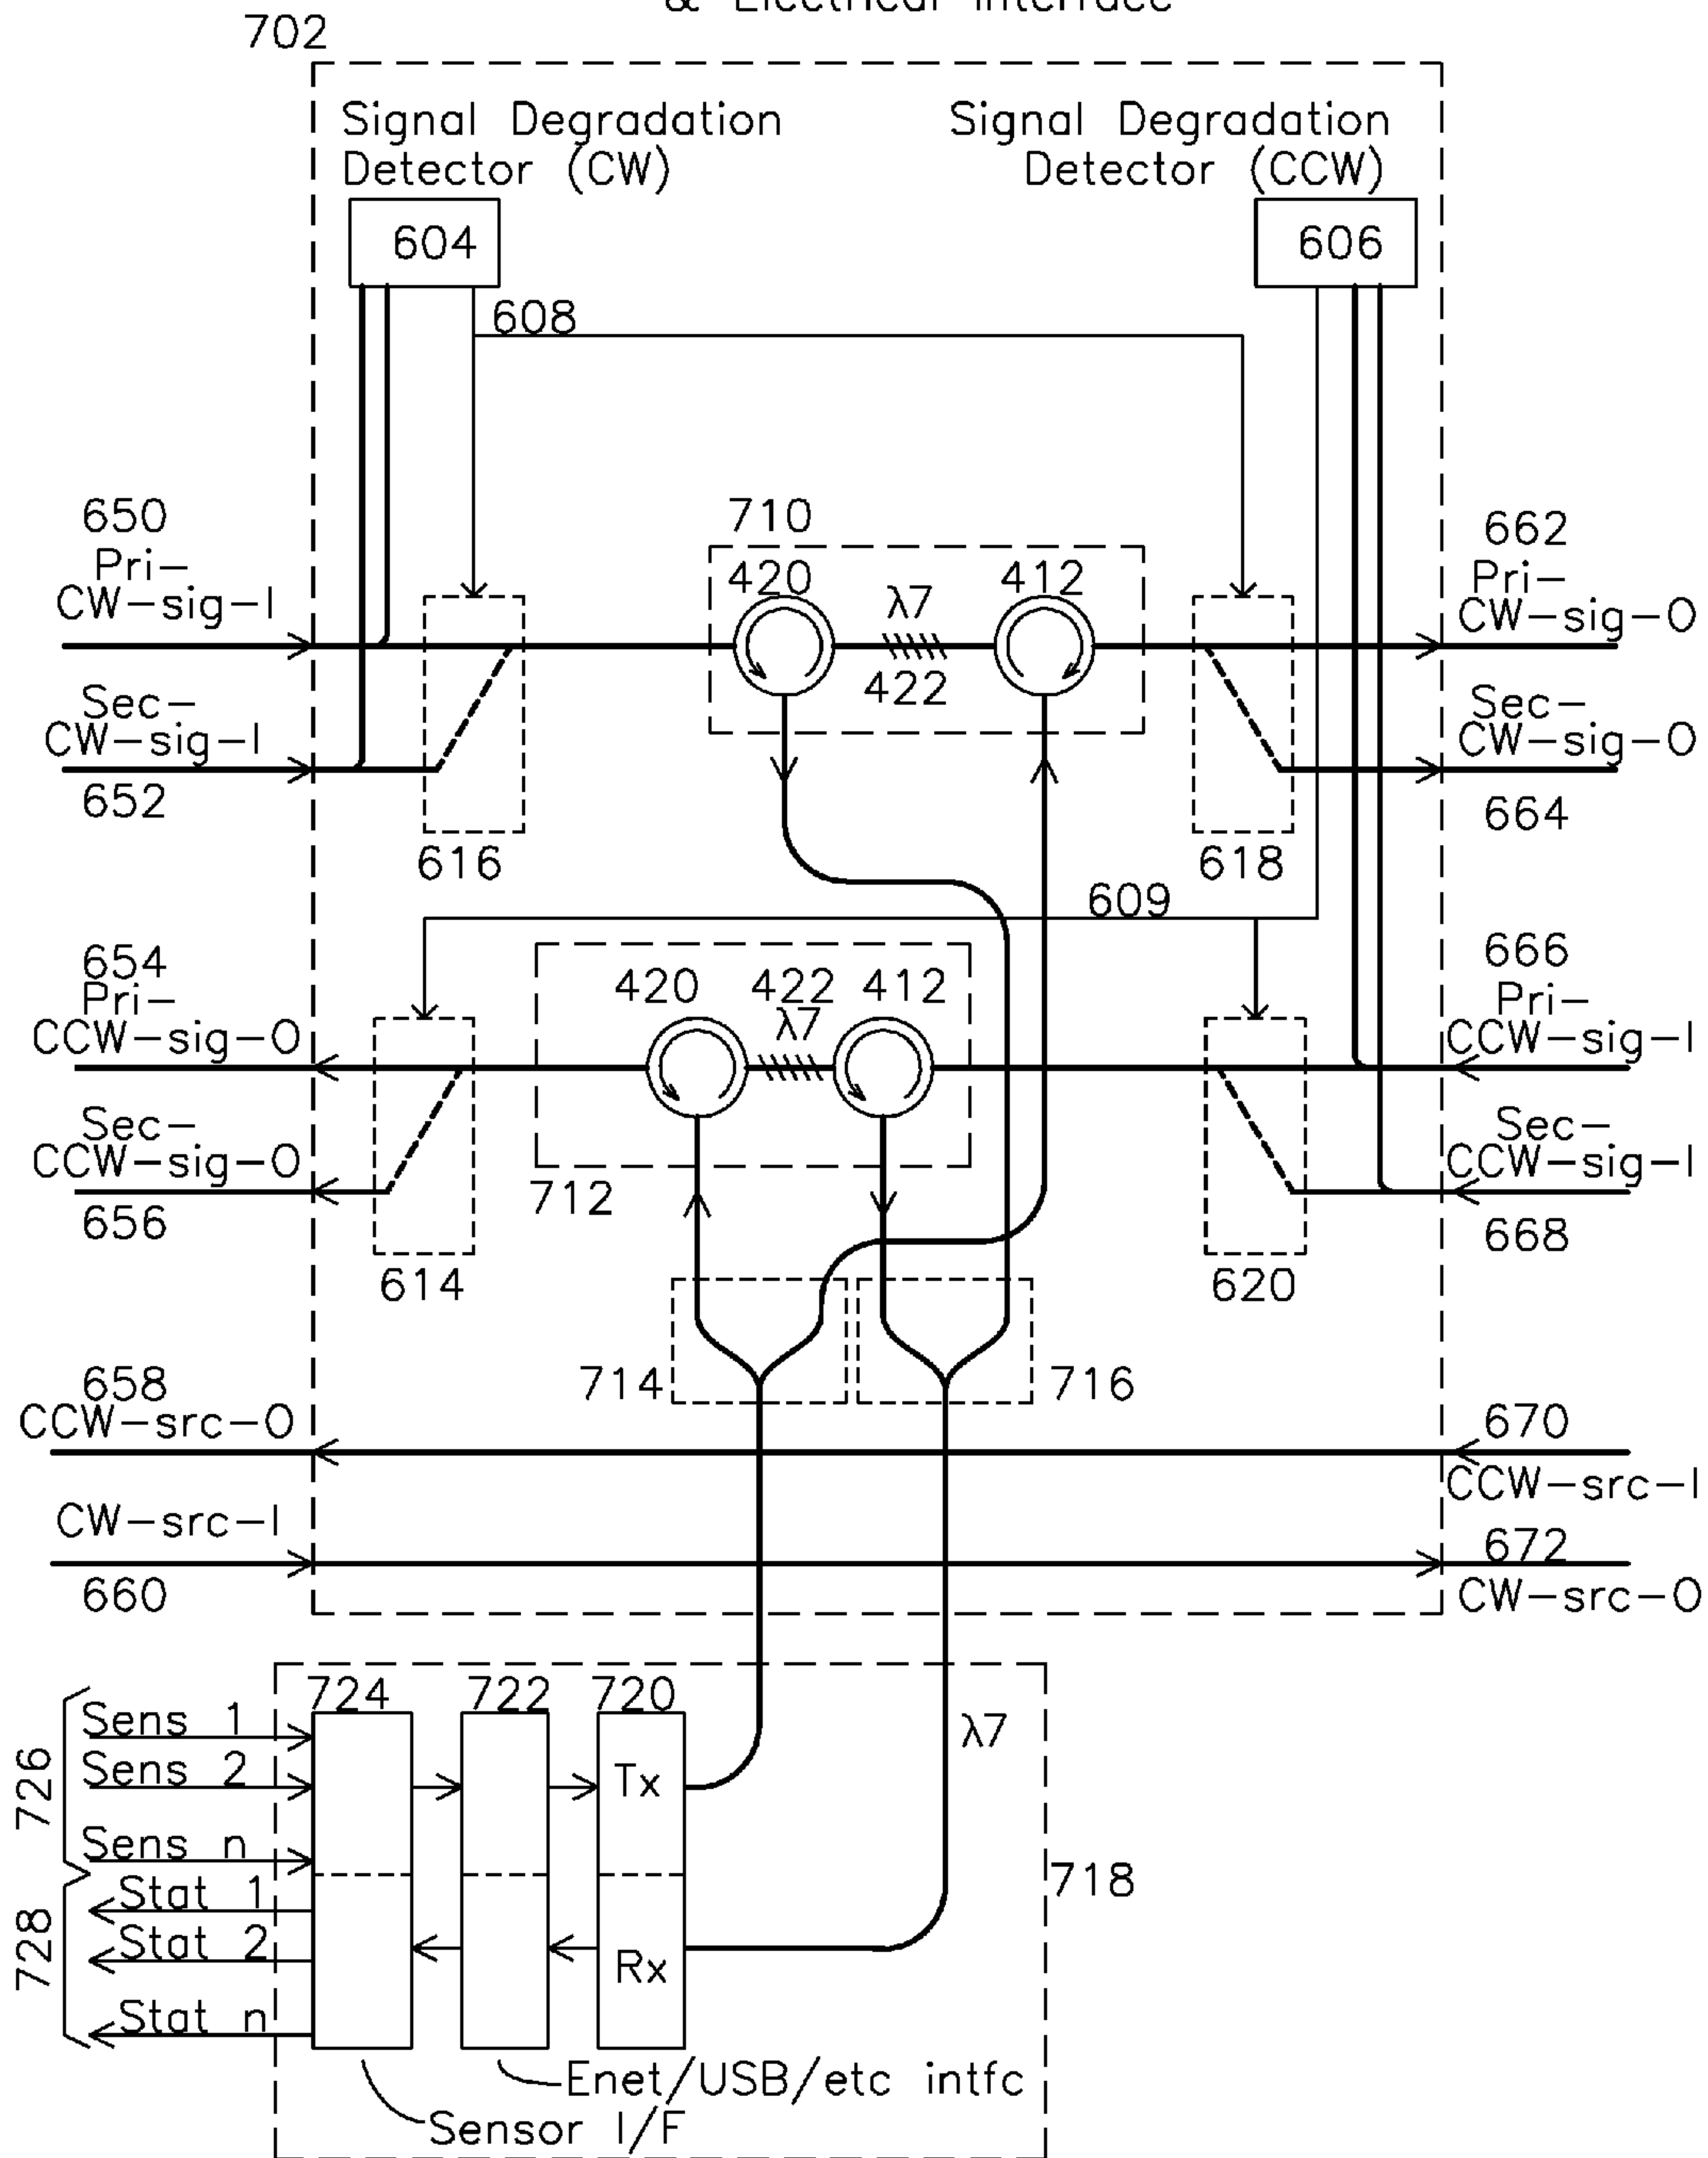 & Electrical Interface
702
Signal Degradation
Detector (CW)
Signal Degradation
Detector (CCW)
604
606
608
650
Pri-
CW-sig-I
710
420
λ7
412
422
662
Pri-
CW-sig-O
Sec-
CW-sig-I
652
Sec-
CW-sig-O
664
616
618
609
654
Pri-
CCW-sig-O
420
422
412
λ7
666
Pri-
CCW-sig-I
Sec-
CCW-sig-O
656
712
Sec-
CCW-sig-I
668
614
620
714
716
658
CCW-src-O
670
CCW-src-I
CW-src-I
660
672
CW-src-O
724
722
720
λ7
726
Sens 1
Sens 2
Sens n
Tx
718
728
Stat 1
Stat 2
Stat n
Rx
Enet/USB/etc intfc
Sensor I/F